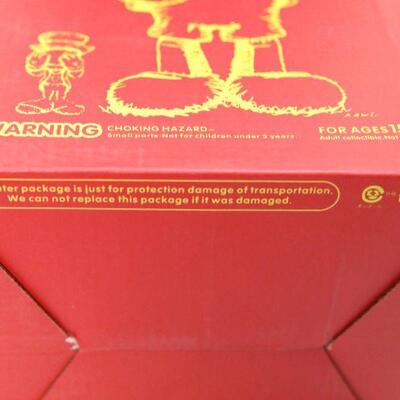 WARNING CHOKING HAZARD—
Small parts. Not for children under 3 years.
FOR AGES 15
Adult collectible. Not
uter package is just for protection damage of transportation.
We can not replace this package if it was damaged.